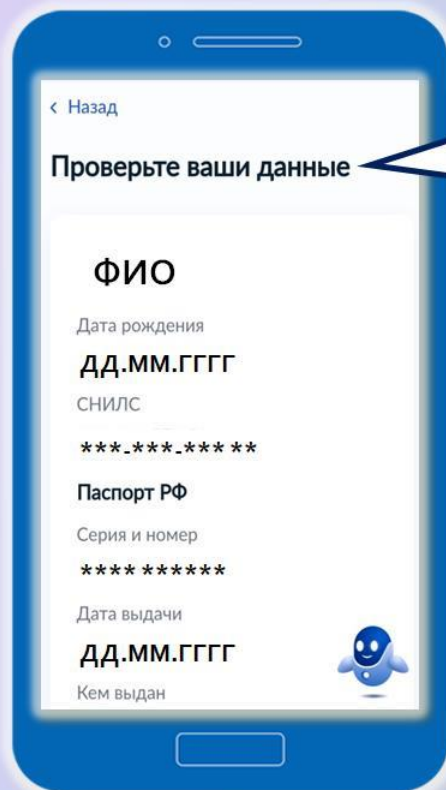 ‹ Назад
Проверьте ваши данные
ФИО
Дата рождения
ДД.ММ.ГГГГ
СНИЛС
***-***-*** **
Паспорт РФ
Серия и номер
**** ******
Дата выдачи
ДД.ММ.ГГГГ
Кем выдан